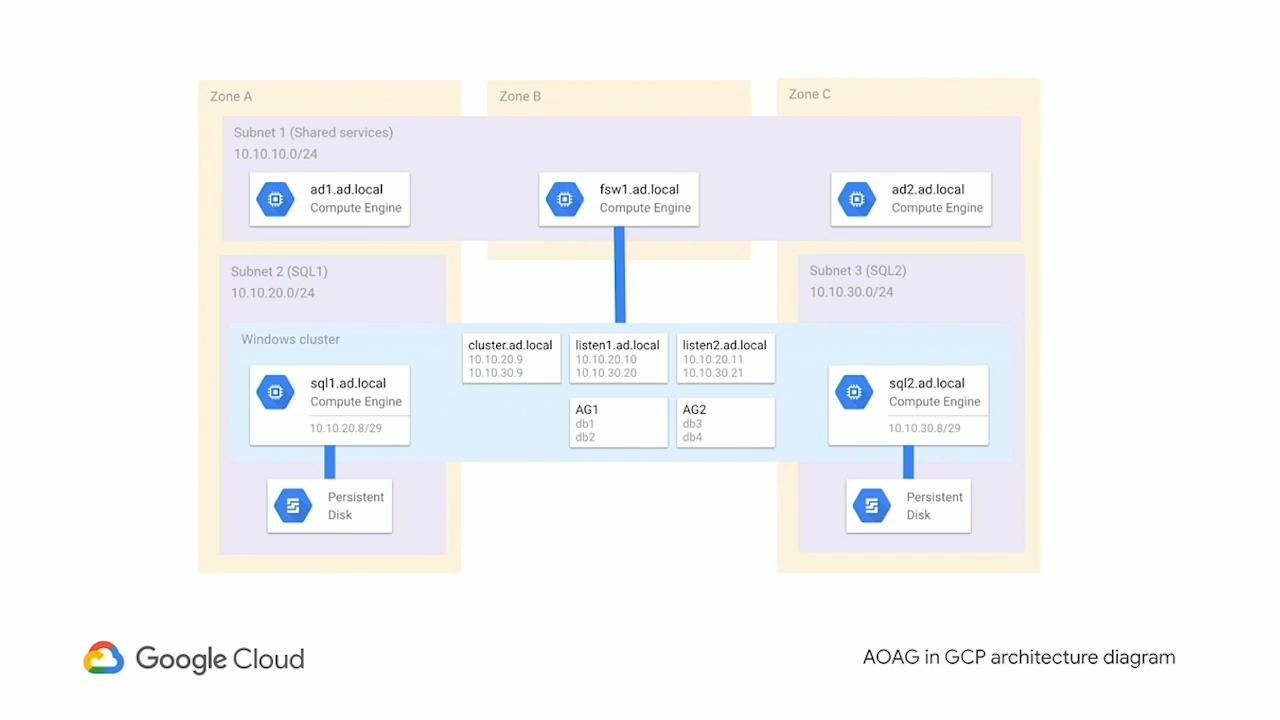 Zone A
Zone B
Zone C
Subnet 1 (Shared services)
10.10.10.0/24
ad1.ad.local
Compute Engine
fsw1.ad.local
Compute Engine
ad2.ad.local
Compute Engine
Subnet 2 (SQL1)
10.10.20.0/24
Subnet 3 (SQL2)
10.10.30.0/24
Windows cluster
cluster.ad.local
10.10.20.9
10.10.30.9
listen1.ad.local
10.10.20.10
10.10.30.20
listen2.ad.local
10.10.20.11
10.10.30.21
sql1.ad.local
Compute Engine
10.10.20.8/29
AG1
db1
db2
AG2
db3
db4
sql2.ad.local
Compute Engine
10.10.30.8/29
Persistent
Disk
Persistent
Disk
Google Cloud
AOAG in GCP architecture diagram